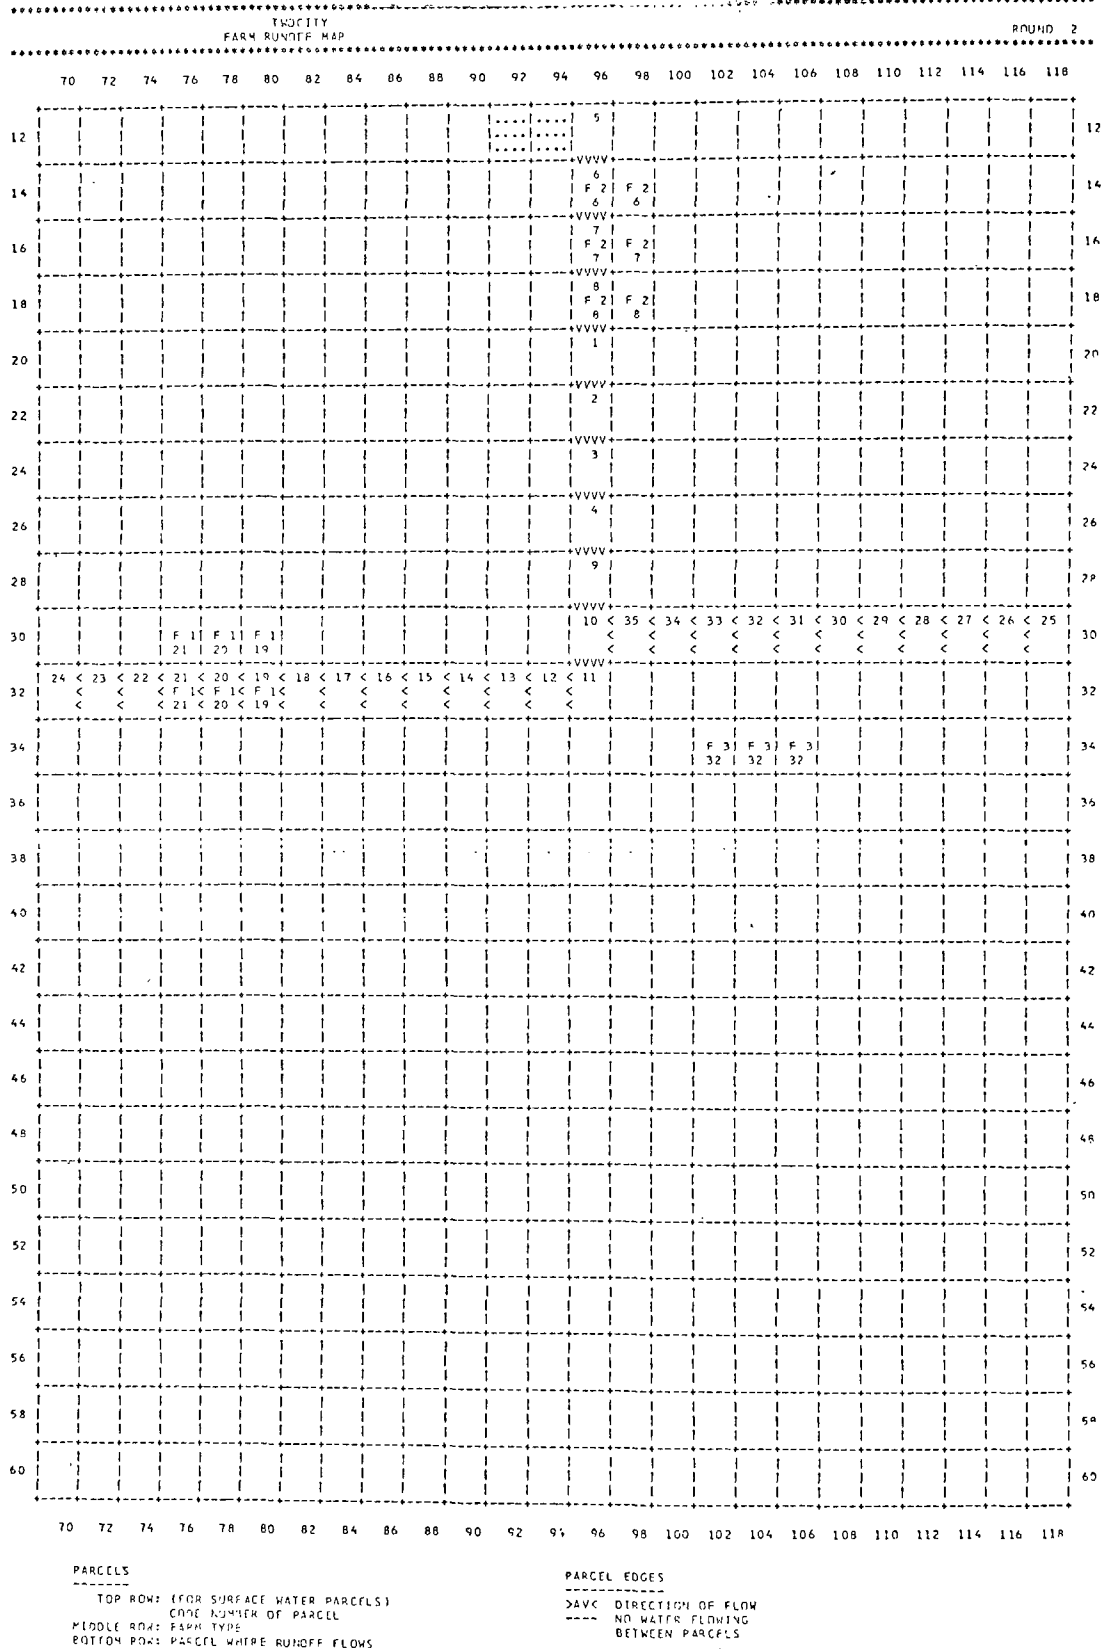 TWOCITY
FARM RUNOFF MAP
ROUND 2
70 72 74 76 78 80 82 84 86 88 90 92 94 96 98 100 102 104 106 108 110 112 114 116 118
5
12 12
VVVV
6
14 F 2 F 2 14
6 6
VVVV
7
16 F 2 F 2 16
7 7
VVVV
8
18 F 2 F 2 18
8 8
VVVV
1
20 20
VVVV
2
22 22
VVVV
3
24 24
VVVV
4
26 26
VVVV
9
28 28
VVVV
10 < 35 < 34 < 33 < 32 < 31 < 30 < 29 < 28 < 27 < 26 < 25
30 F 1 F 1 F 1 < < < < < < < < < < < 30
21 20 19 < < < < < < < < < < <
VVVV
24 < 23 < 22 < 21 < 20 < 19 < 18 < 17 < 16 < 15 < 14 < 13 < 12 < 11
32 < < < F 1< F 1< F 1< < < < < < < < 32
< < < 21 < 20 < 19 < < < < < < < <
34 F 3 F 3 F 3 34
32 32 32
36 36
38 38
40 40
42 42
44 44
46 46
48 48
50 50
52 52
54 54
56 56
58 58
60 60
70 72 74 76 78 80 82 84 86 88 90 92 94 96 98 100 102 104 106 108 110 112 114 116 118
PARCELS
TOP ROW: (FOR SURFACE WATER PARCELS)
CODE NUMBER OF PARCEL
MIDDLE ROW: FARM TYPE
BOTTOM ROW: PARCEL WHERE RUNOFF FLOWS
PARCEL EDGES
>AV< DIRECTION OF FLOW
---- NO WATER FLOWING
BETWEEN PARCELS